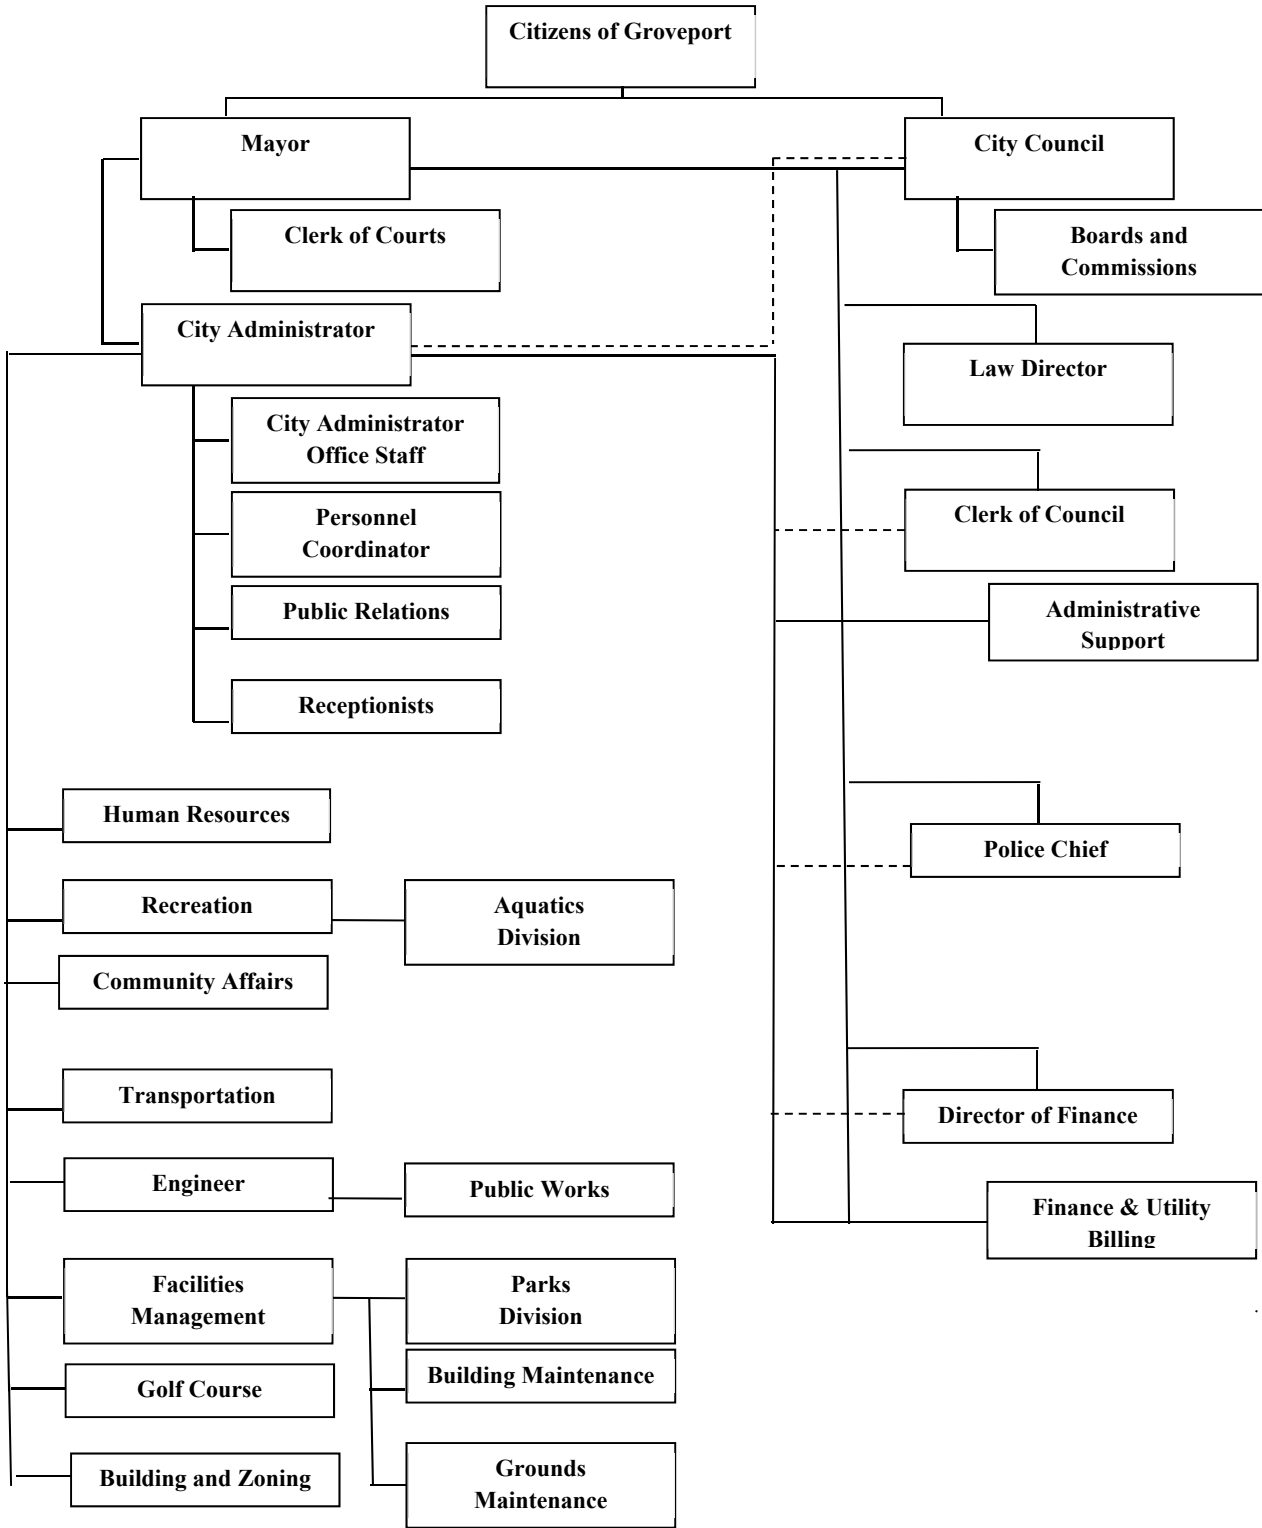 Citizens of Groveport
Mayor
City Council
Clerk of Courts
Boards and
Commissions
City Administrator
Law Director
City Administrator
Office Staff
Clerk of Council
Personnel
Coordinator
Public Relations
Administrative
Support
Receptionists
Human Resources
Police Chief
Recreation
Aquatics
Division
Community Affairs
Transportation
Director of Finance
Engineer
Public Works
Finance & Utility
Billing
Facilities
Management
Parks
Division
Building Maintenance
Golf Course
Building and Zoning
Grounds
Maintenance